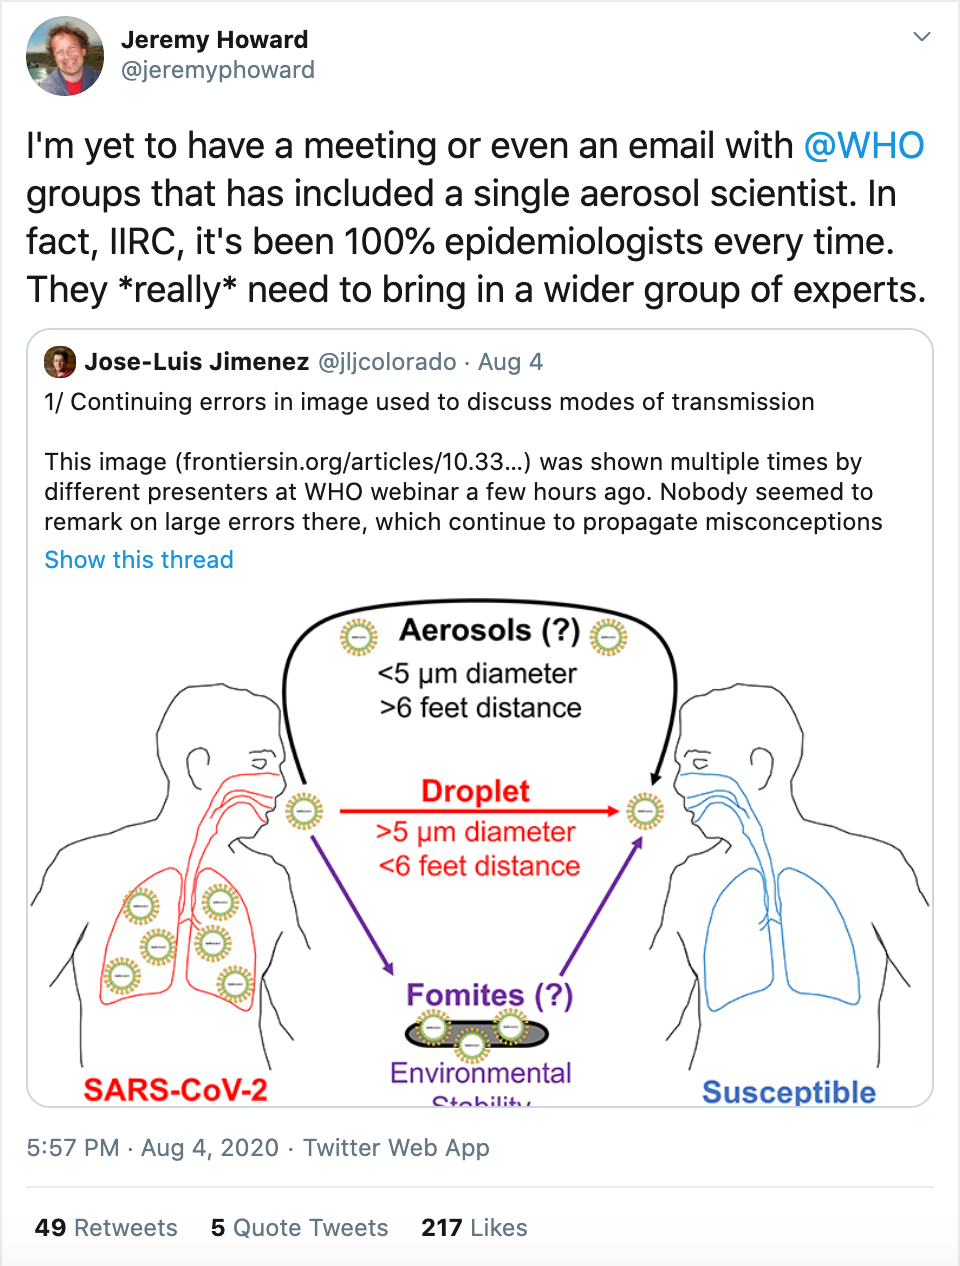 Jeremy Howard
@jeremyphoward
I'm yet to have a meeting or even an email with @WHO
groups that has included a single aerosol scientist. In
fact, IIRC, it's been 100% epidemiologists every time.
They *really* need to bring in a wider group of experts.
Jose-Luis Jimenez @jljcolorado · Aug 4
1/ Continuing errors in image used to discuss modes of transmission
This image (frontiersin.org/articles/10.33...) was shown multiple times by
different presenters at WHO webinar a few hours ago. Nobody seemed to
remark on large errors there, which continue to propagate misconceptions
Show this thread
Aerosols (?)
<5 µm diameter
>6 feet distance
Droplet
>5 µm diameter
<6 feet distance
Fomites (?)
Environmental
Stability
SARS-CoV-2
Susceptible
5:57 PM · Aug 4, 2020 · Twitter Web App
49 Retweets 5 Quote Tweets 217 Likes